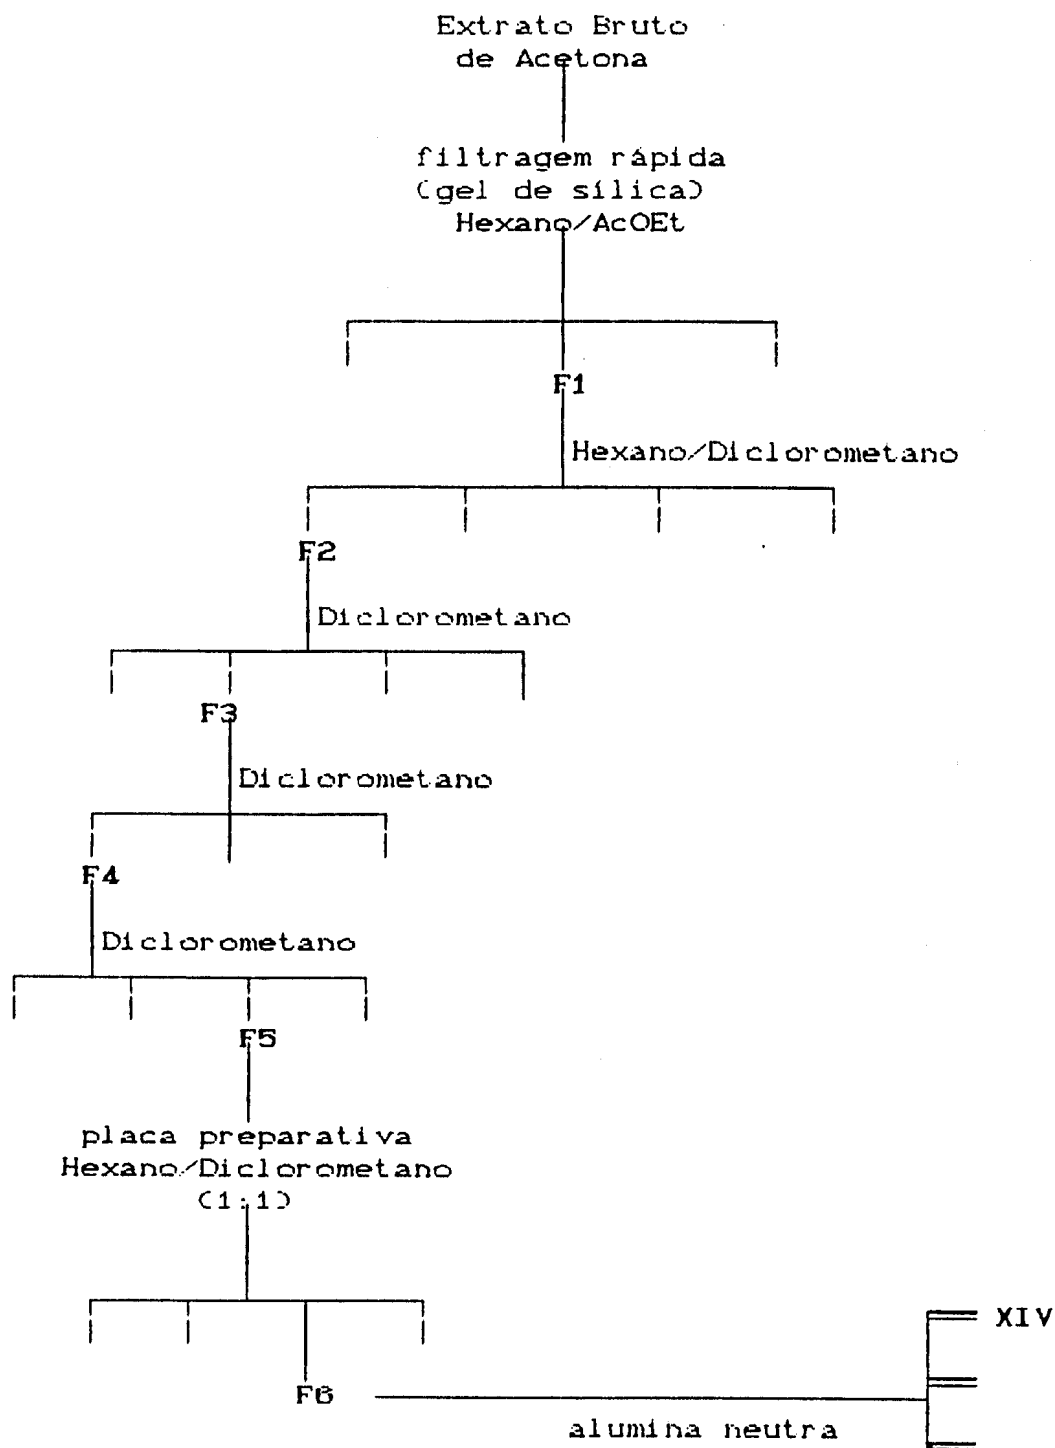 Extrato Bruto
de Acetona
filtragem rápida
(gel de sílica)
Hexano/AcOEt
F1
Hexano/Diclorometano
F2
Diclorometano
F3
Diclorometano
F4
Diclorometano
F5
placa preparativa
Hexano/Diclorometano
(1:1)
XIV
F6
alumina neutra